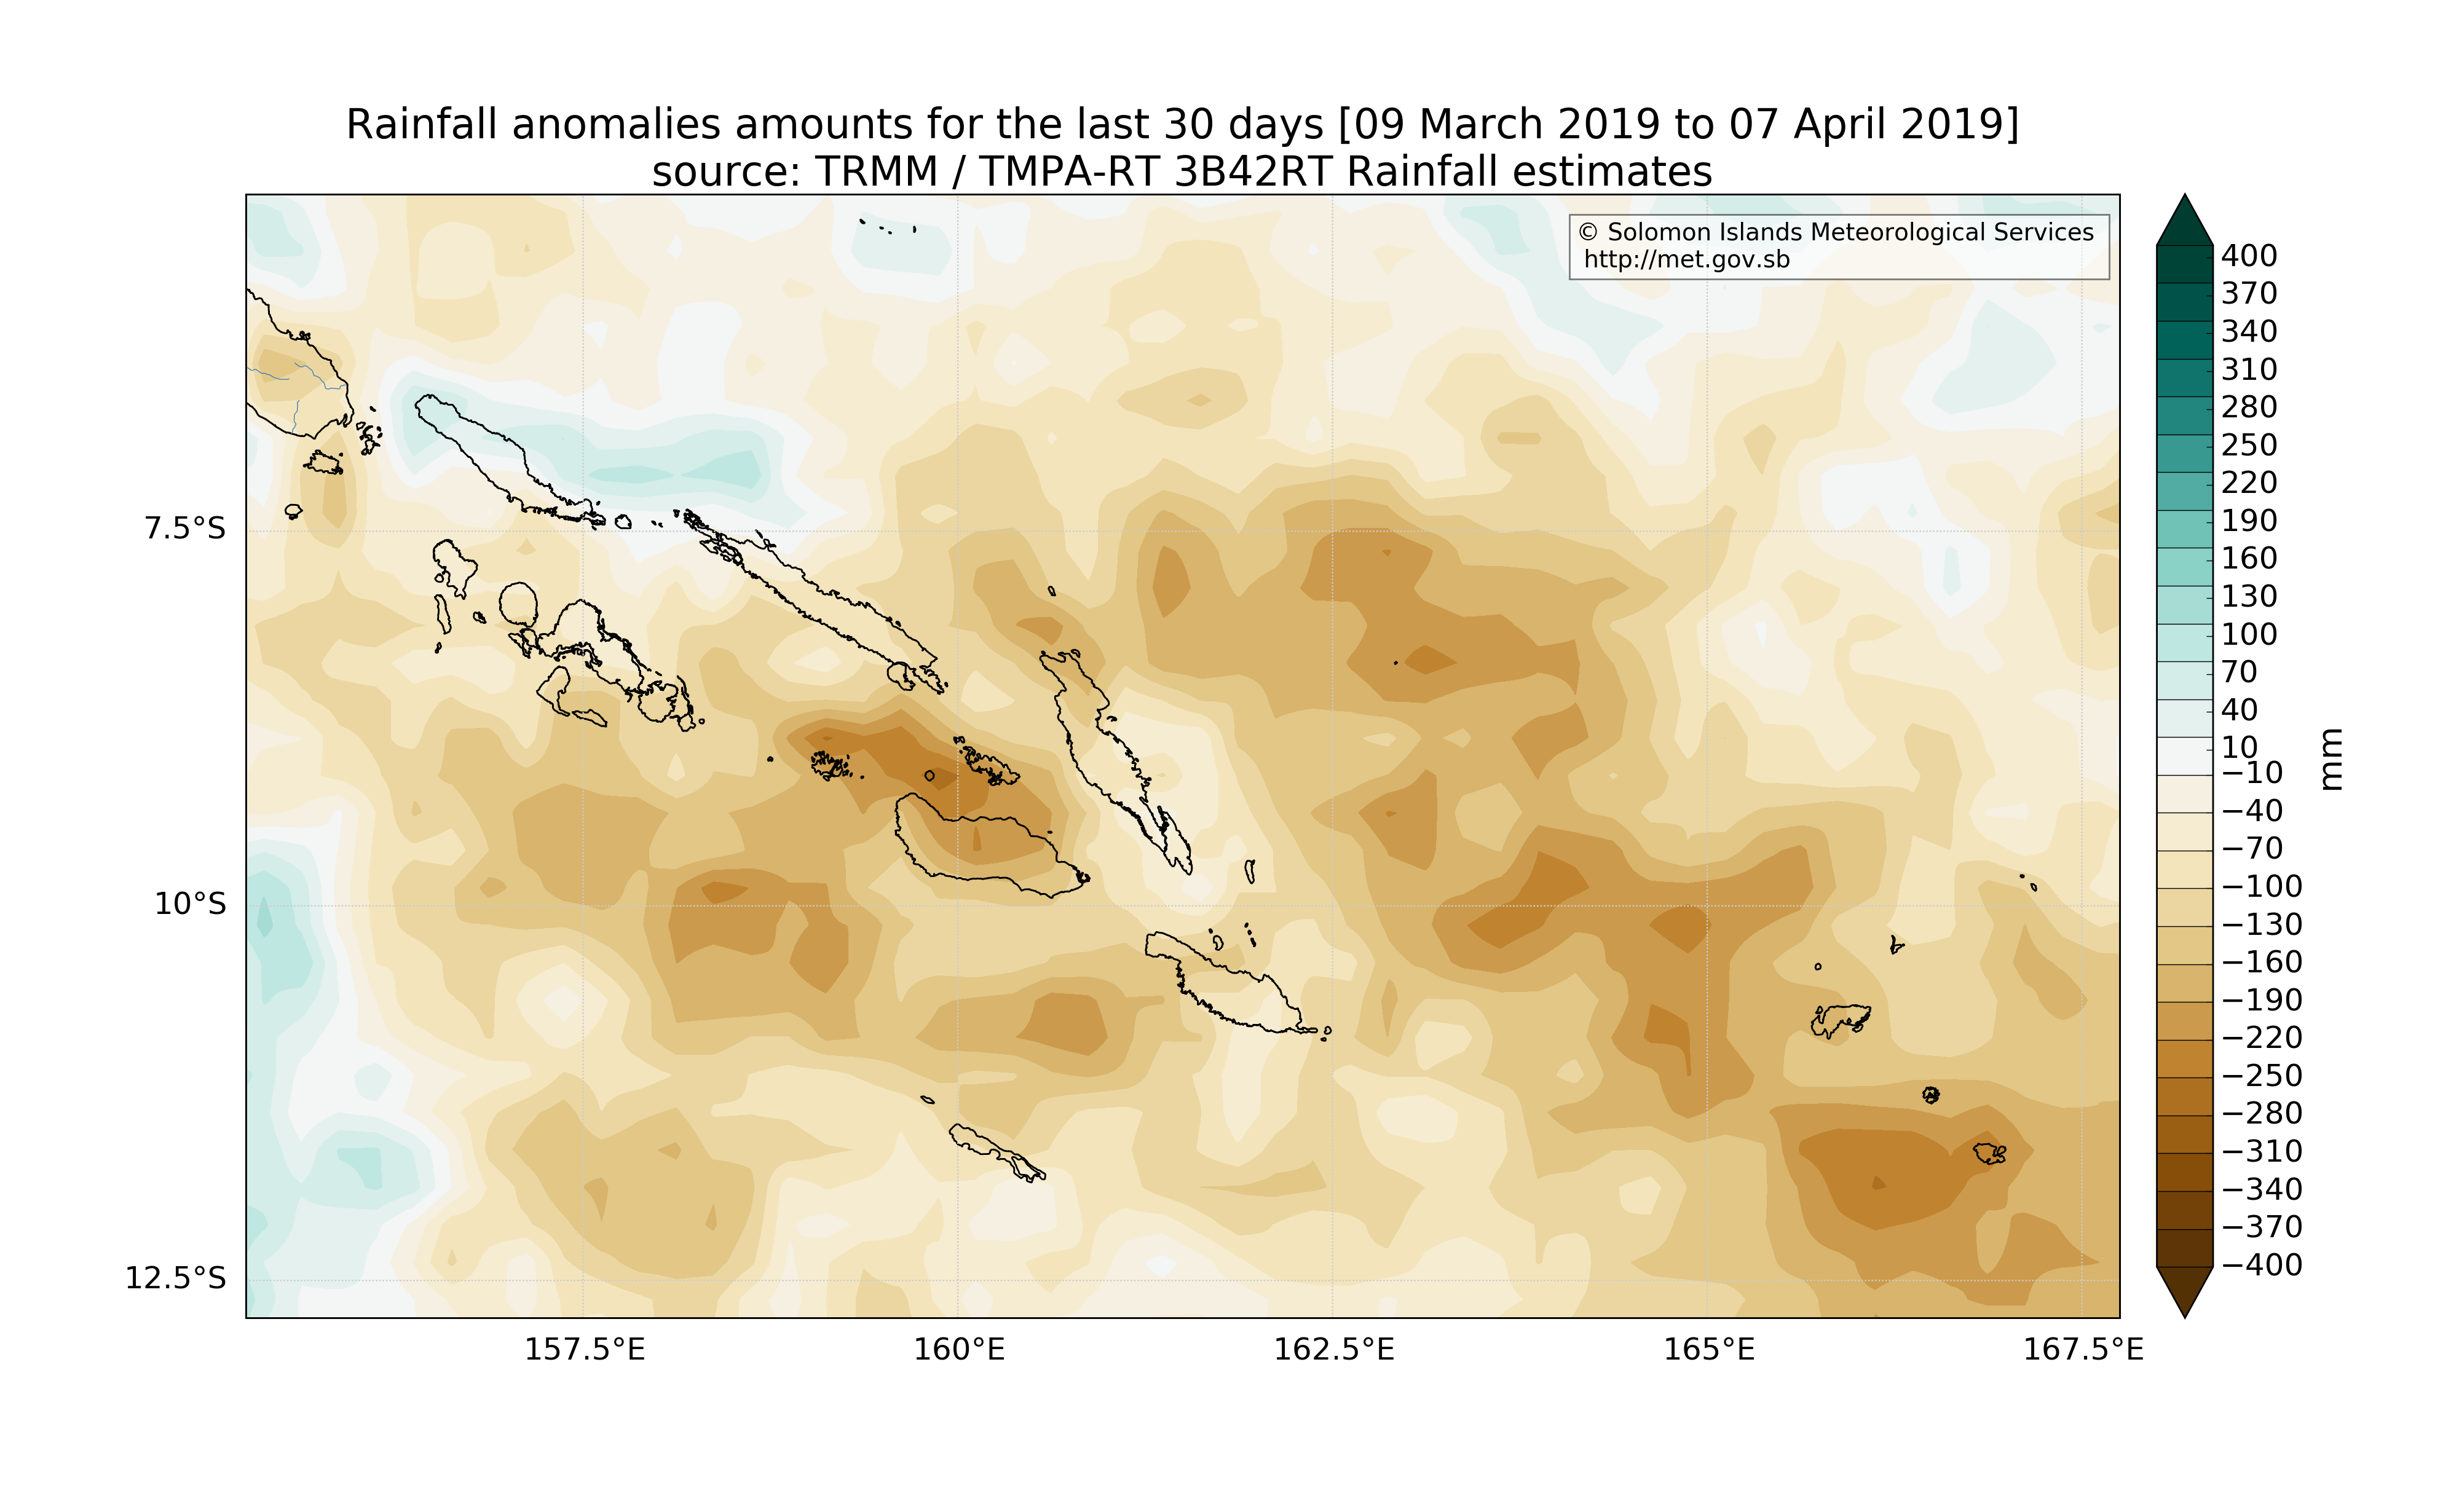 Rainfall anomalies amounts for the last 30 days [09 March 2019 to 07 April 2019]
source: TRMM / TMPA-RT 3B42RT Rainfall estimates
© Solomon Islands Meteorological Services
http://met.gov.sb
7.5°S
10°S
12.5°S
157.5°E
160°E
162.5°E
165°E
167.5°E
400
370
340
310
280
250
220
190
160
130
100
70
40
10
−10
−40
−70
−100
−130
−160
−190
−220
−250
−280
−310
−340
−370
−400
mm